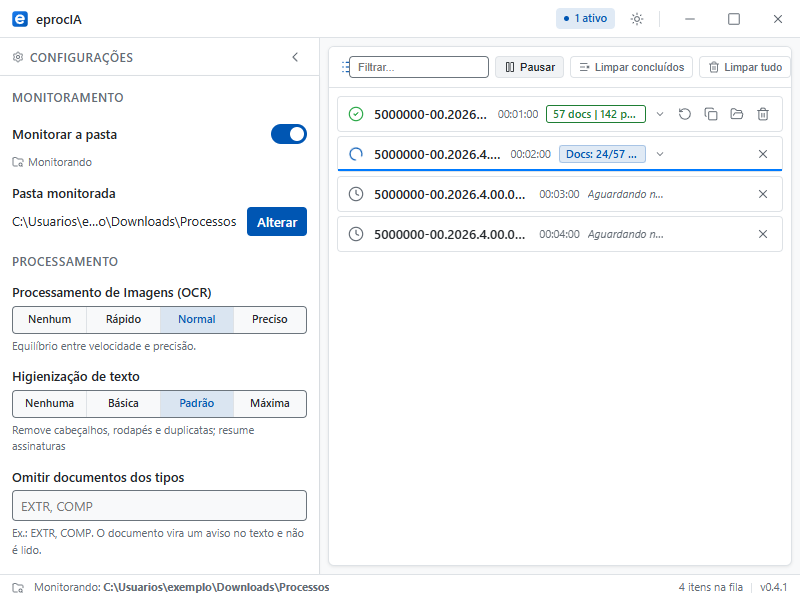 eprocIA
1 ativo
CONFIGURAÇÕES
MONITORAMENTO
Monitorar a pasta
Monitorando
Pasta monitorada
C:\Usuarios\e...o\Downloads\Processos
Alterar
PROCESSAMENTO
Processamento de Imagens (OCR)
Nenhum Rápido Normal Preciso
Equilíbrio entre velocidade e precisão.
Higienização de texto
Nenhuma Básica Padrão Máxima
Remove cabeçalhos, rodapés e duplicatas; resume
assinaturas
Omitir documentos dos tipos
EXTR, COMP
Ex.: EXTR, COMP. O documento vira um aviso no texto e não
é lido.
Filtrar... Pausar Limpar concluídos Limpar tudo
5000000-00.2026... 00:01:00 57 docs | 142 p...
5000000-00.2026.4.... 00:02:00 Docs: 24/57 ...
5000000-00.2026.4.00.0... 00:03:00 Aguardando n...
5000000-00.2026.4.00.0... 00:04:00 Aguardando n...
Monitorando: C:\Usuarios\exemplo\Downloads\Processos
4 itens na fila
v0.4.1